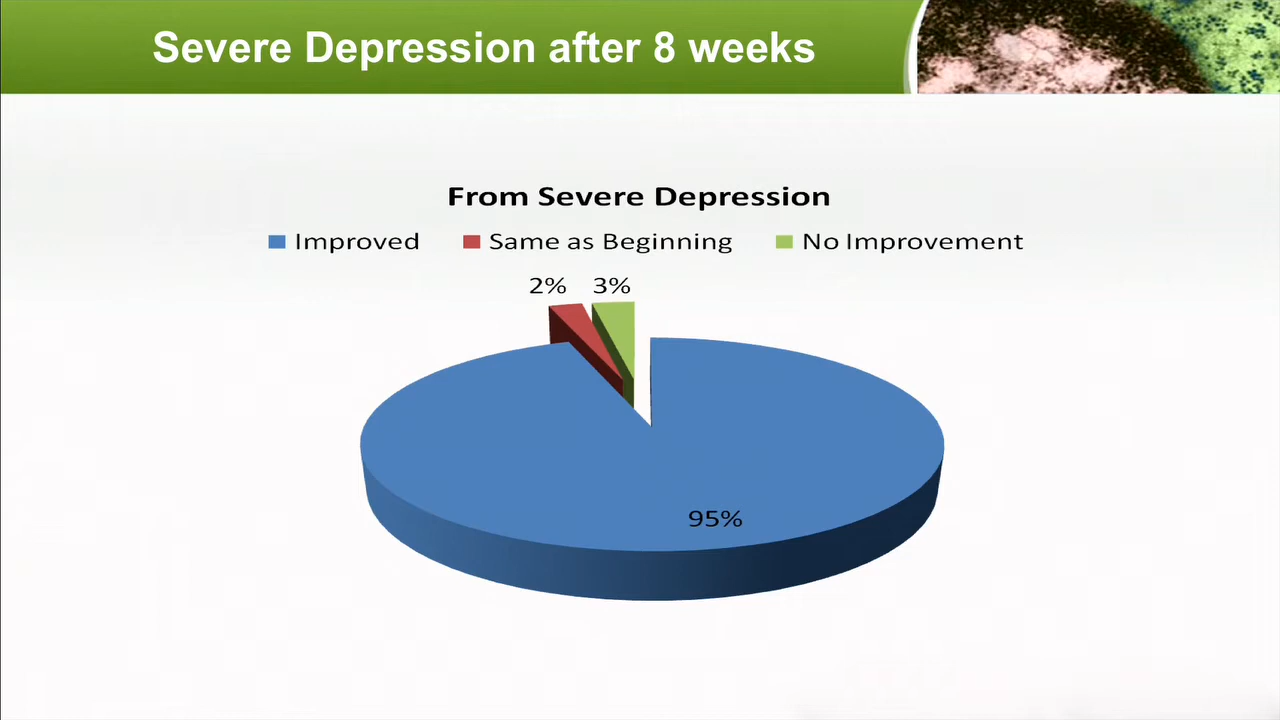 Severe Depression after 8 weeks
From Severe Depression
Improved Same as Beginning No Improvement
2% 3%
95%